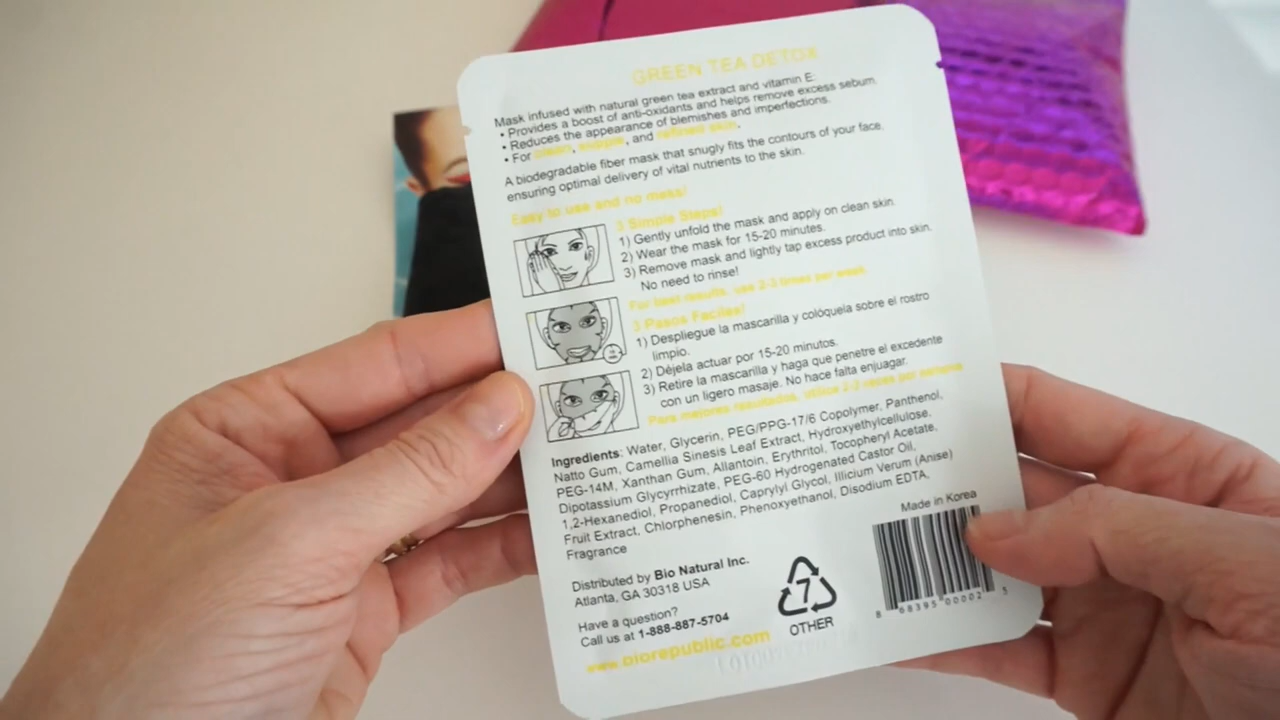 GREEN TEA DETOX
Mask infused with natural green tea extract and vitamin E:
• Provides a boost of anti-oxidants and helps remove excess sebum.
• Reduces the appearance of blemishes and imperfections.
• For clean, supple, and refined skin.
A biodegradable fiber mask that snugly fits the contours of your face,
ensuring optimal delivery of vital nutrients to the skin.
Easy to use and no mess!
3 Simple Steps!
1) Gently unfold the mask and apply on clean skin.
2) Wear the mask for 15-20 minutes.
3) Remove mask and lightly tap excess product into skin.
No need to rinse!
For best results, use 2-3 times per week.
3 Pasos Faciles!
1) Despliegue la mascarilla y colóquela sobre el rostro
limpio.
2) Déjela actuar por 15-20 minutos.
3) Retire la mascarilla y haga que penetre el excedente
con un ligero masaje. No hace falta enjuagar.
Para mejores resultados, utilice 2-3 veces por semana
Ingredients: Water, Glycerin, PEG/PPG-17/6 Copolymer, Panthenol,
Natto Gum, Camellia Sinesis Leaf Extract, Hydroxyethylcellulose,
PEG-14M, Xanthan Gum, Allantoin, Erythritol, Tocopheryl Acetate,
Dipotassium Glycyrrhizate, PEG-60 Hydrogenated Castor Oil,
1,2-Hexanediol, Propanediol, Caprylyl Glycol, Illicium Verum (Anise)
Fruit Extract, Chlorphenesin, Phenoxyethanol, Disodium EDTA,
Fragrance
Made in Korea
8 68395 00002 5
Distributed by Bio Natural Inc.
Atlanta, GA 30318 USA
Have a question?
Call us at 1-888-887-5704
www.biorepublic.com
7
OTHER